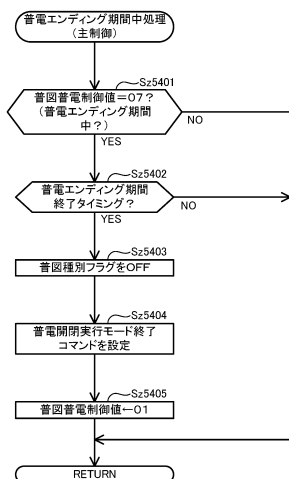 普電エンディング期間中処理
(主制御)
Sz5401
普図普電制御値=07?
(普電エンディング期間
中?)
NO
YES
Sz5402
普電エンディング期間
終了タイミング?
NO
YES
Sz5403
普図種別フラグをOFF
Sz5404
普電開閉実行モード終了
コマンドを設定
Sz5405
普図普電制御値←01
RETURN